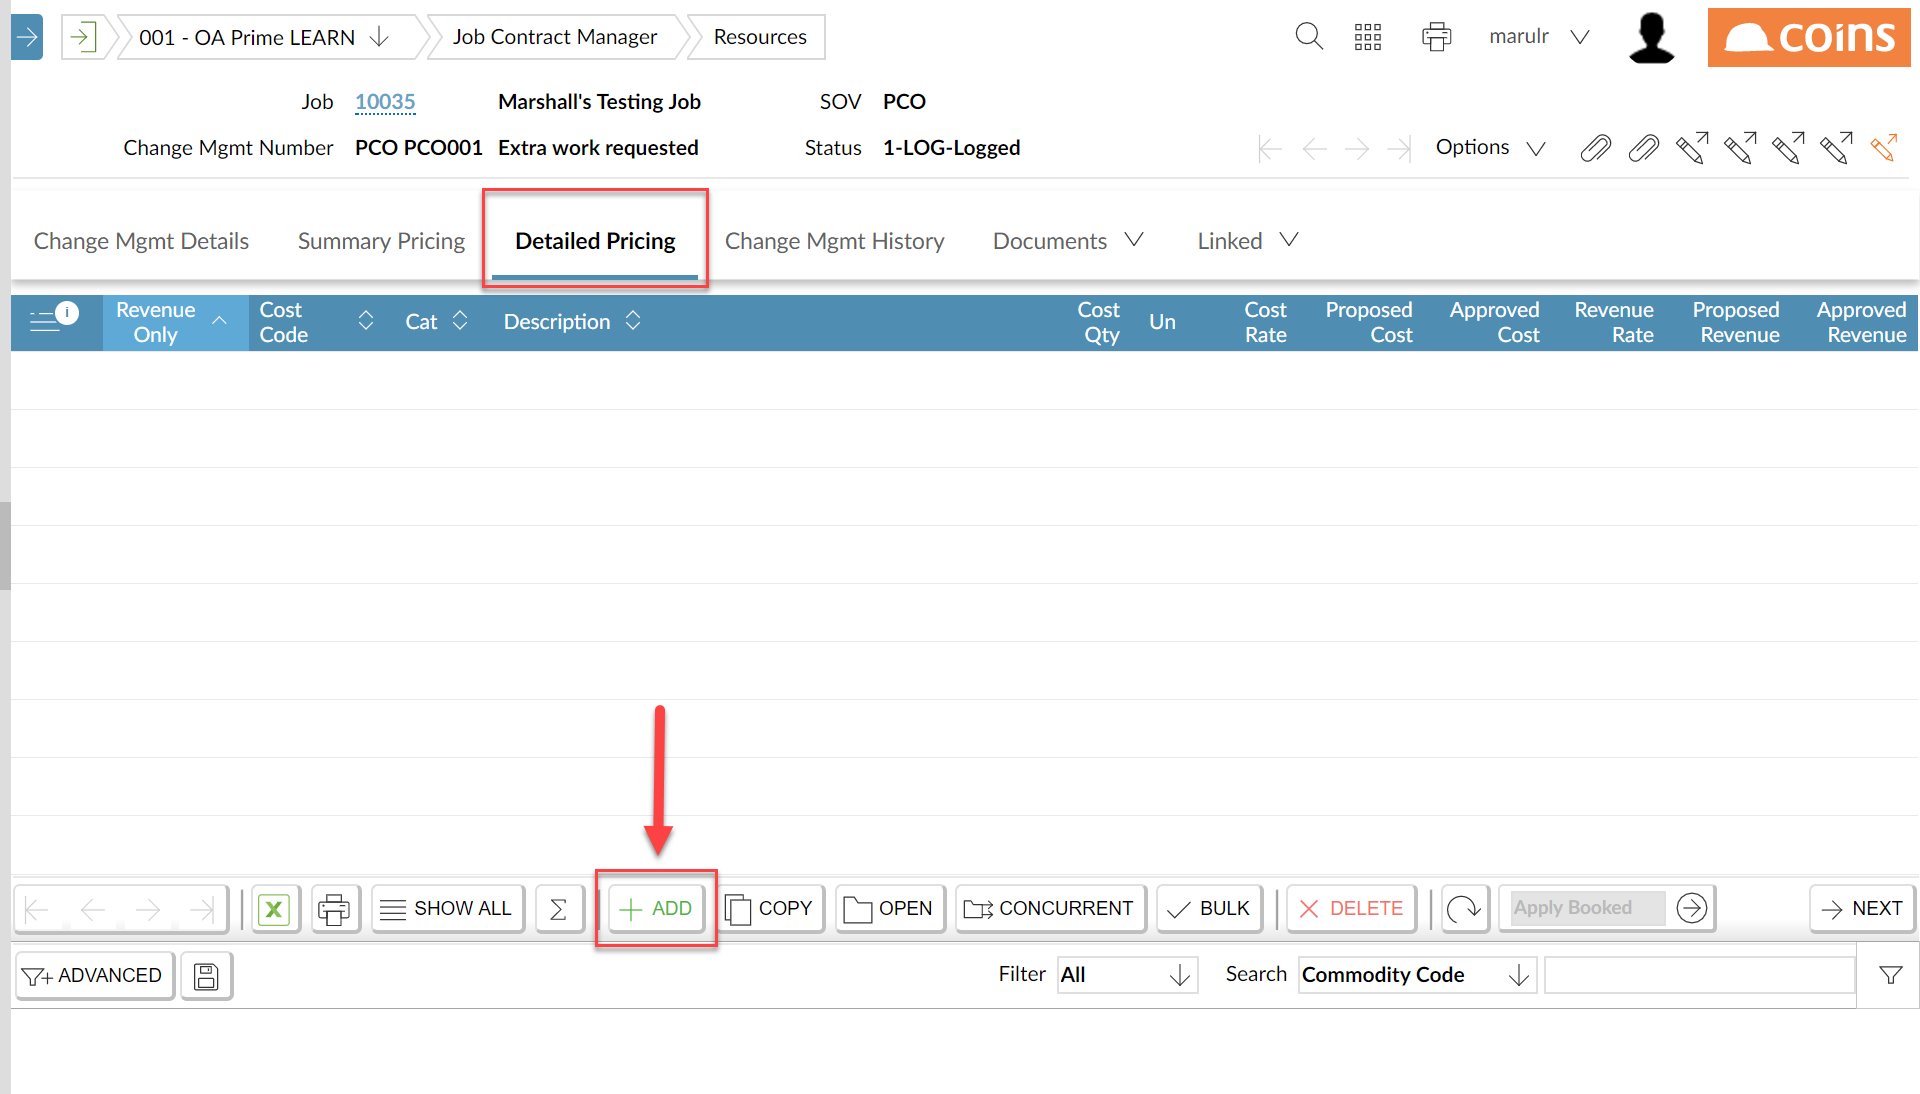 001 - OA Prime LEARN Job Contract Manager Resources marulr coins
Job 10035 Marshall's Testing Job SOV PCO
Change Mgmt Number PCO PCO001 Extra work requested Status 1-LOG-Logged Options
Change Mgmt Details Summary Pricing Detailed Pricing Change Mgmt History Documents Linked
i Revenue Only Cost Code Cat Description Cost Qty Un Cost Rate Proposed Cost Approved Cost Revenue Rate Proposed Revenue Approved Revenue
SHOW ALL Σ ADD COPY OPEN CONCURRENT BULK DELETE Apply Booked NEXT
ADVANCED Filter All Search Commodity Code